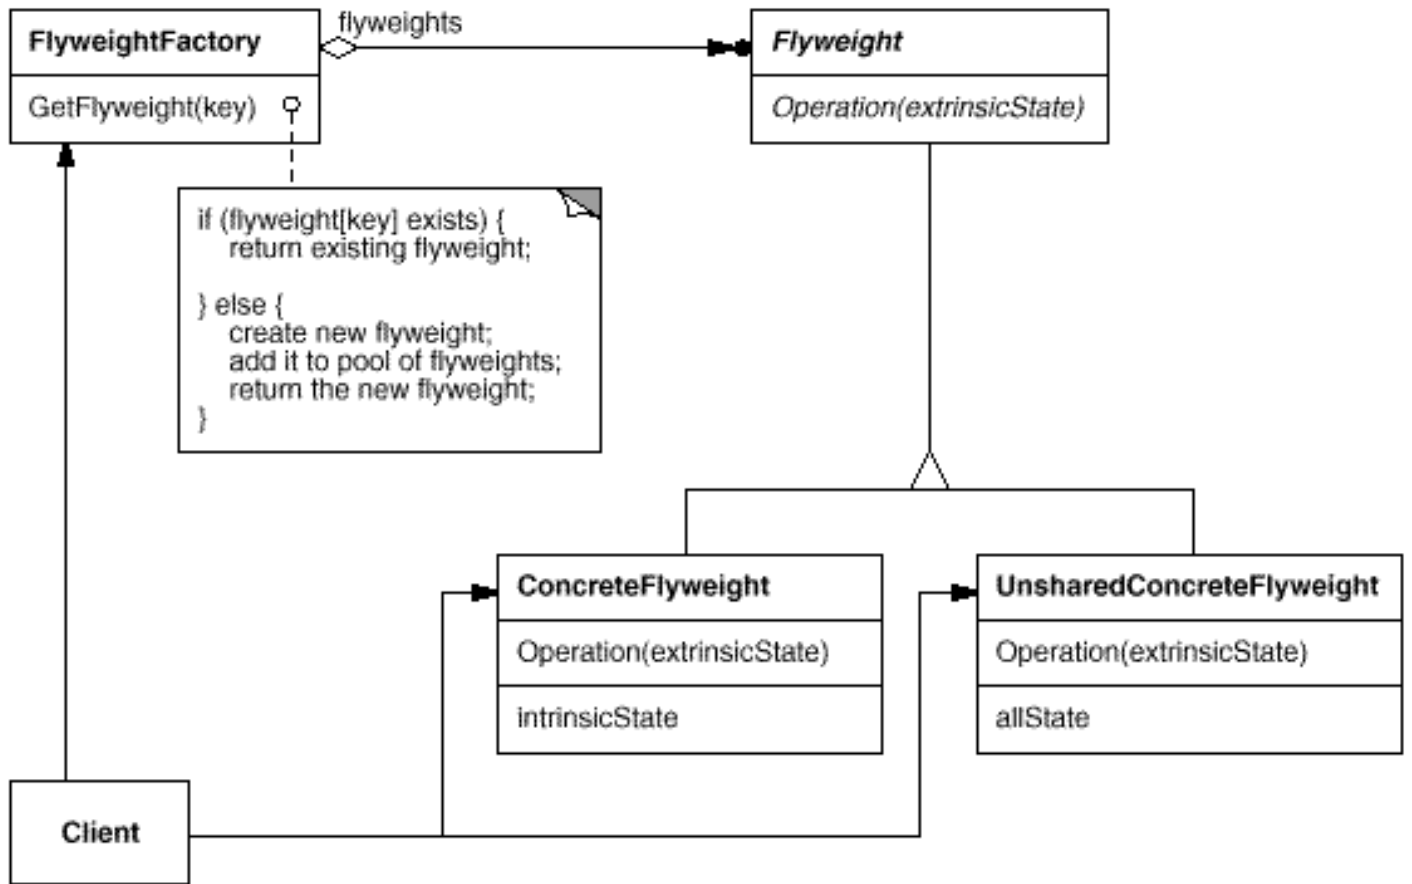 flyweights
FlyweightFactory
GetFlyweight(key)
Flyweight
Operation(extrinsicState)
if (flyweight[key] exists) {
return existing flyweight;
} else {
create new flyweight;
add it to pool of flyweights;
return the new flyweight;
}
ConcreteFlyweight
Operation(extrinsicState)
intrinsicState
UnsharedConcreteFlyweight
Operation(extrinsicState)
allState
Client